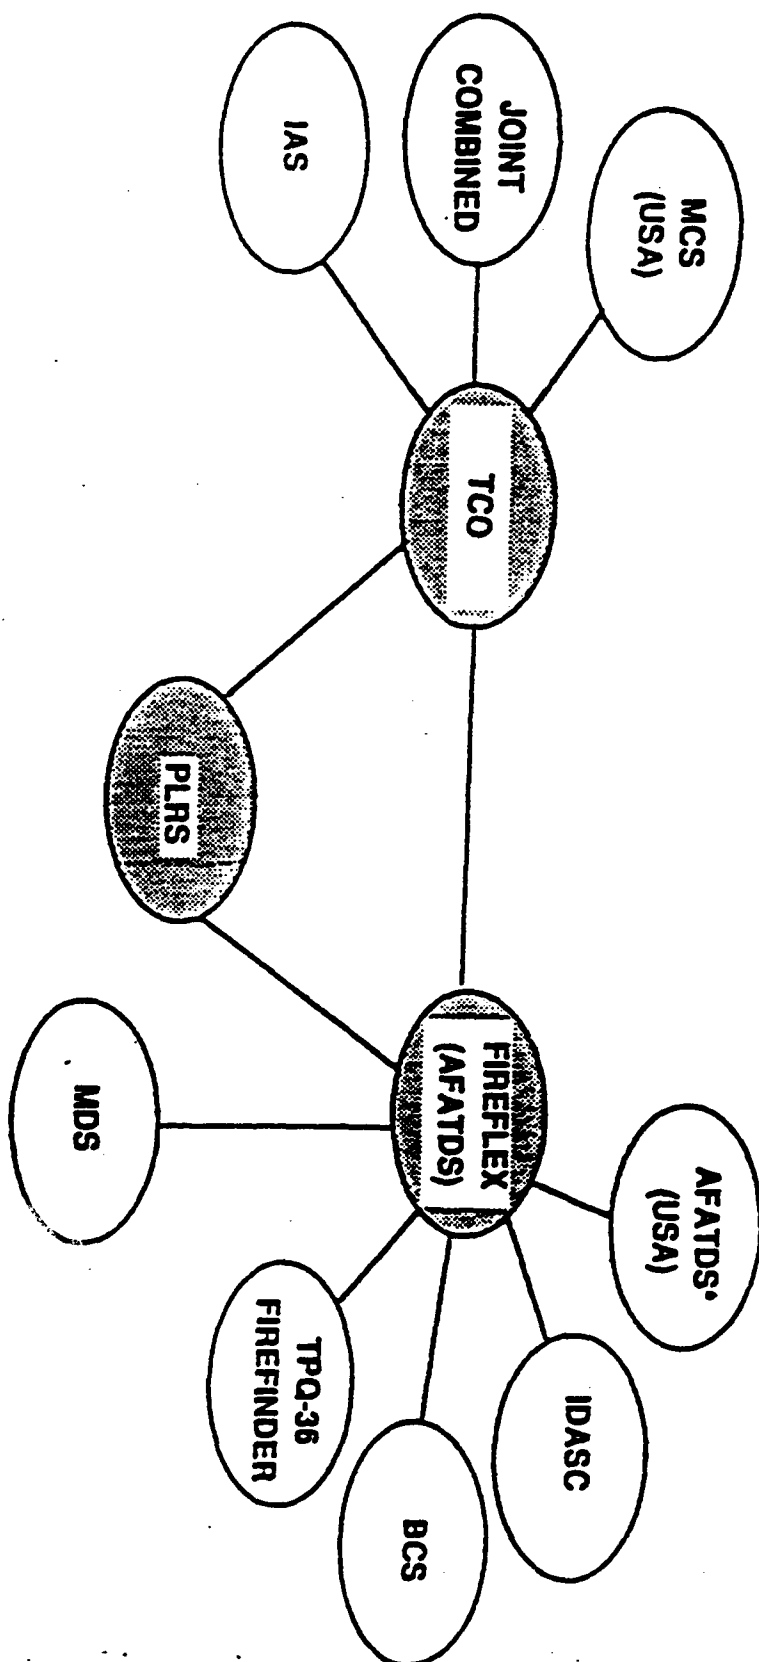 MCS
(USA)
JOINT
COMBINED
IAS
TCO
PLRS
FIREFLEX
(AFATDS)
AFATDS*
(USA)
IDASC
BCS
TPQ-36
FIREFINDER
MDS